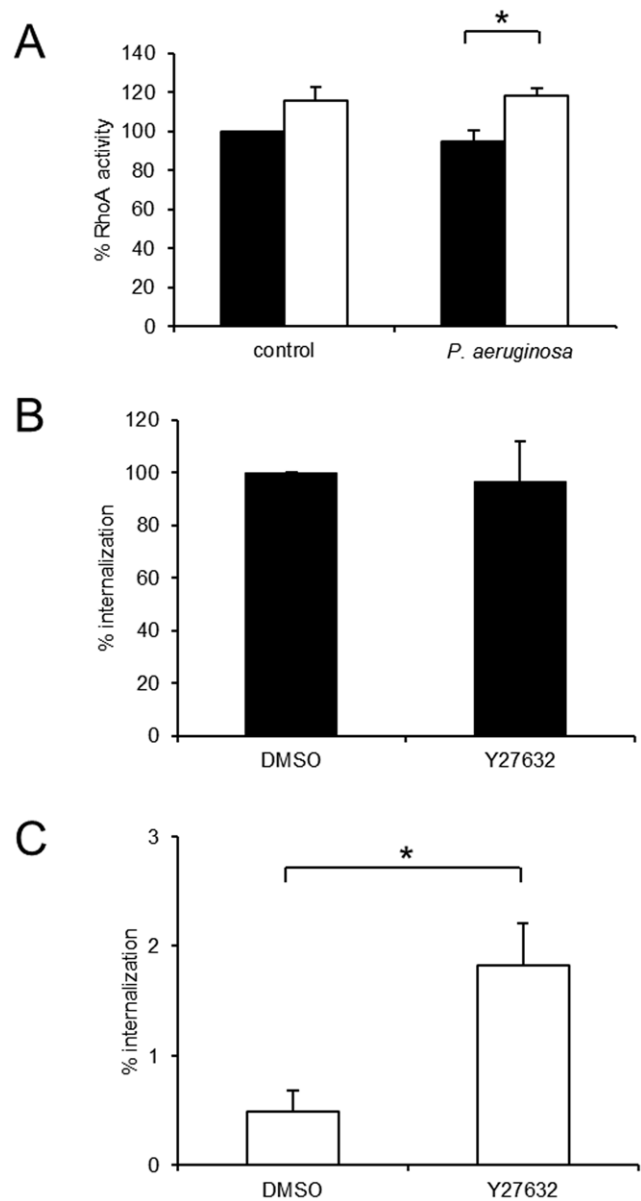 A
*
140
120
100
80
60
40
20
0
% RhoA activity
control P. aeruginosa
B
120
100
80
60
40
20
0
% internalization
DMSO Y27632
C
*
3
2
1
0
% internalization
DMSO Y27632